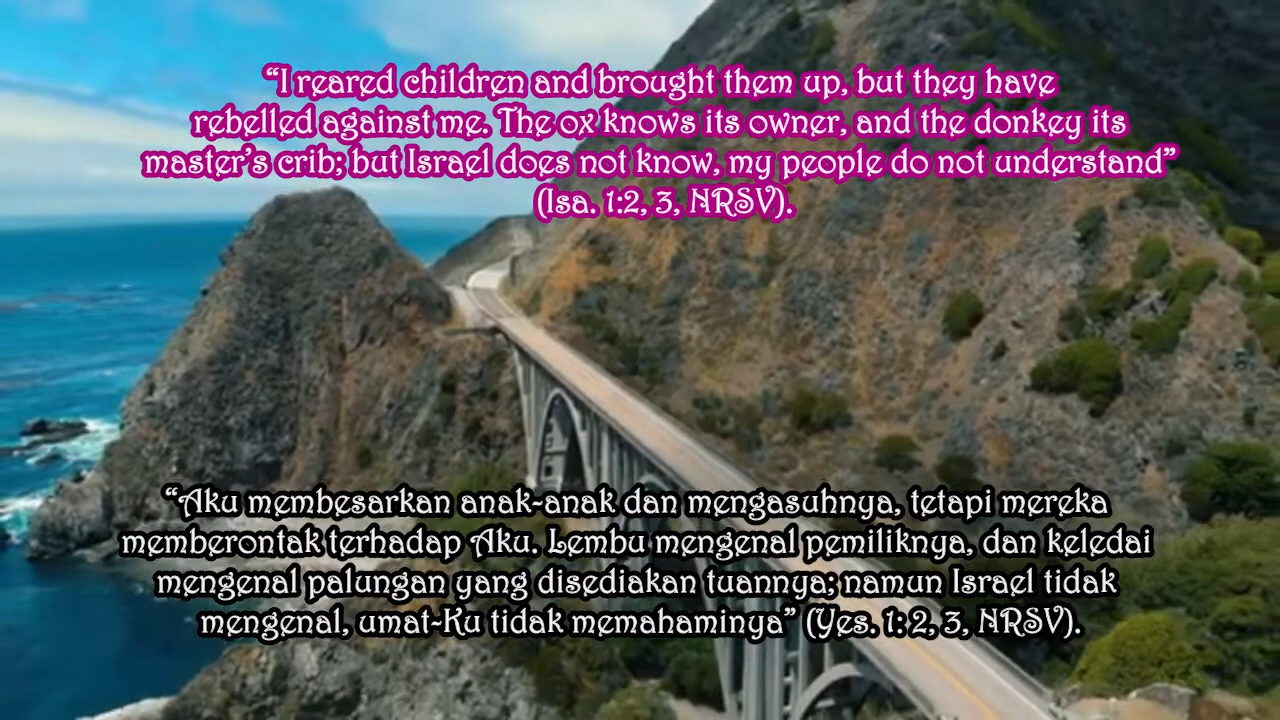 “I reared children and brought them up, but they have
rebelled against me. The ox knows its owner, and the donkey its
master’s crib; but Israel does not know, my people do not understand”
(Isa. 1:2, 3, NRSV).
“Aku membesarkan anak-anak dan mengasuhnya, tetapi mereka
memberontak terhadap Aku. Lembu mengenal pemiliknya, dan keledai
mengenal palungan yang disediakan tuannya; namun Israel tidak
mengenal, umat-Ku tidak memahaminya” (Yes. 1: 2, 3, NRSV).